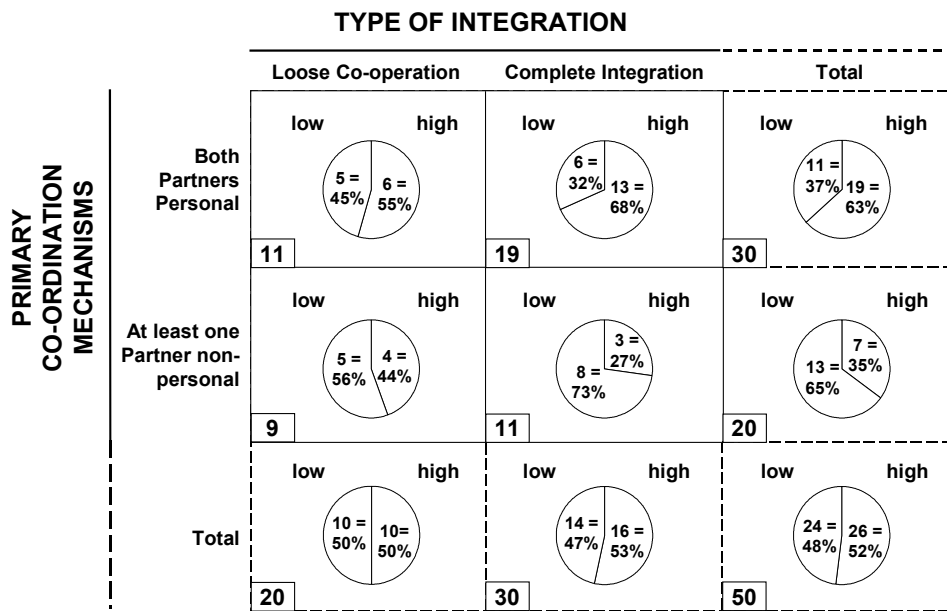 TYPE OF INTEGRATION
Loose Co-operation
Complete Integration
Total
PRIMARY
CO-ORDINATION
MECHANISMS
Both
Partners
Personal
low high
5 =
45%
6 =
55%
11
low high
6 =
32%
13 =
68%
19
low high
11 =
37%
19 =
63%
30
At least one
Partner non-
personal
low high
5 =
56%
4 =
44%
9
low high
3 =
27%
8 =
73%
11
low high
7 =
35%
13 =
65%
20
Total
low high
10 =
50%
10=
50%
20
low high
14 =
47%
16 =
53%
30
low high
24 =
48%
26 =
52%
50